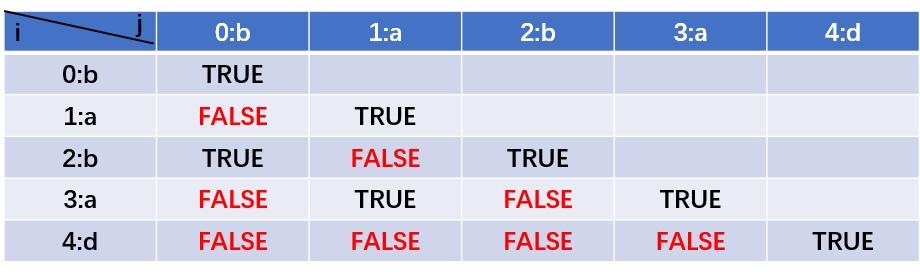 i j 0:b 1:a 2:b 3:a 4:d
0:b TRUE
1:a FALSE TRUE
2:b TRUE FALSE TRUE
3:a FALSE TRUE FALSE TRUE
4:d FALSE FALSE FALSE FALSE TRUE